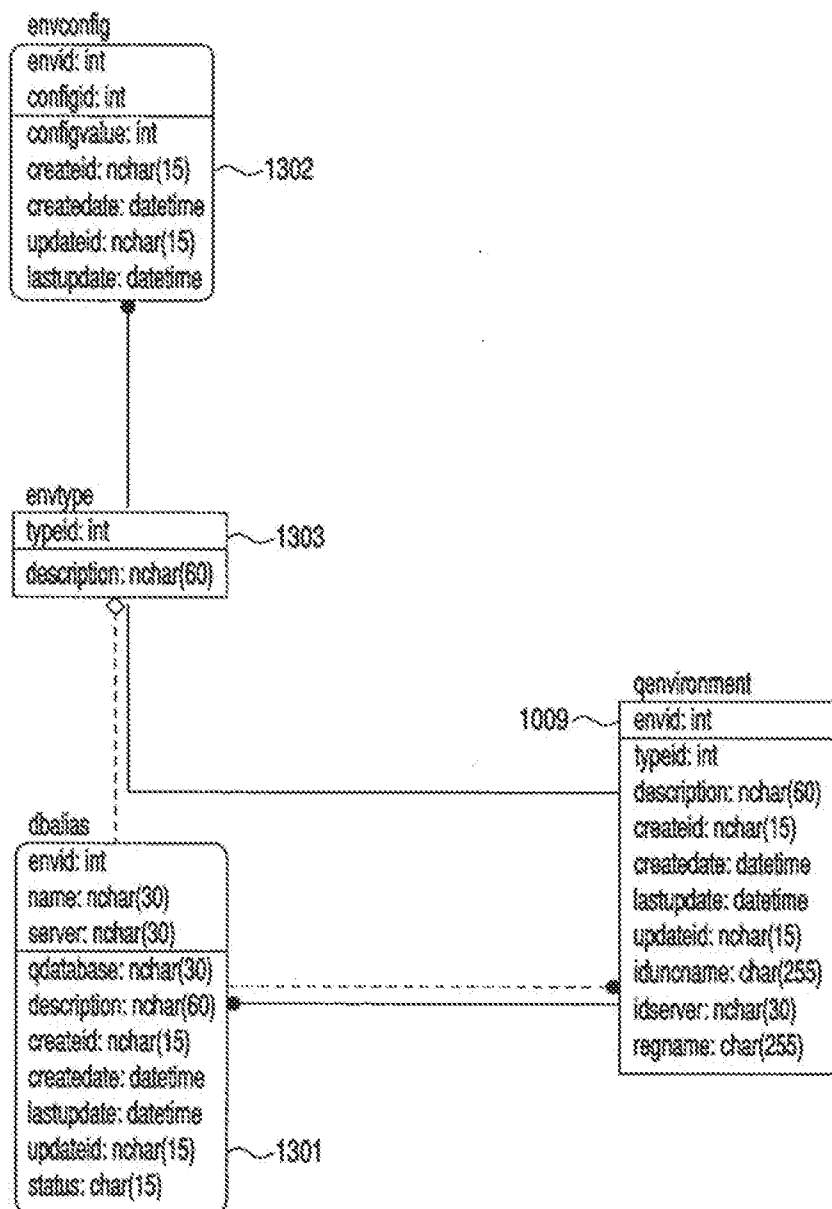 envconfig
envid: int
configid: int
configvalue: int
createid: nchar(15)
createdate: datetime
updateid: nchar(15)
lastupdate: datetime
1302
envtype
typeid: int
description: nchar(60)
1303
qenvironment
1009
envid: int
typeid: int
description: nchar(60)
createid: nchar(15)
createdate: datetime
lastupdate: datetime
updateid: nchar(15)
iduncname: char(255)
idserver: nchar(30)
regname: char(255)
dbalias
envid: int
name: nchar(30)
server: nchar(30)
qdatabase: nchar(30)
description: nchar(60)
createid: nchar(15)
createdate: datetime
lastupdate: datetime
updateid: nchar(15)
status: char(15)
1301